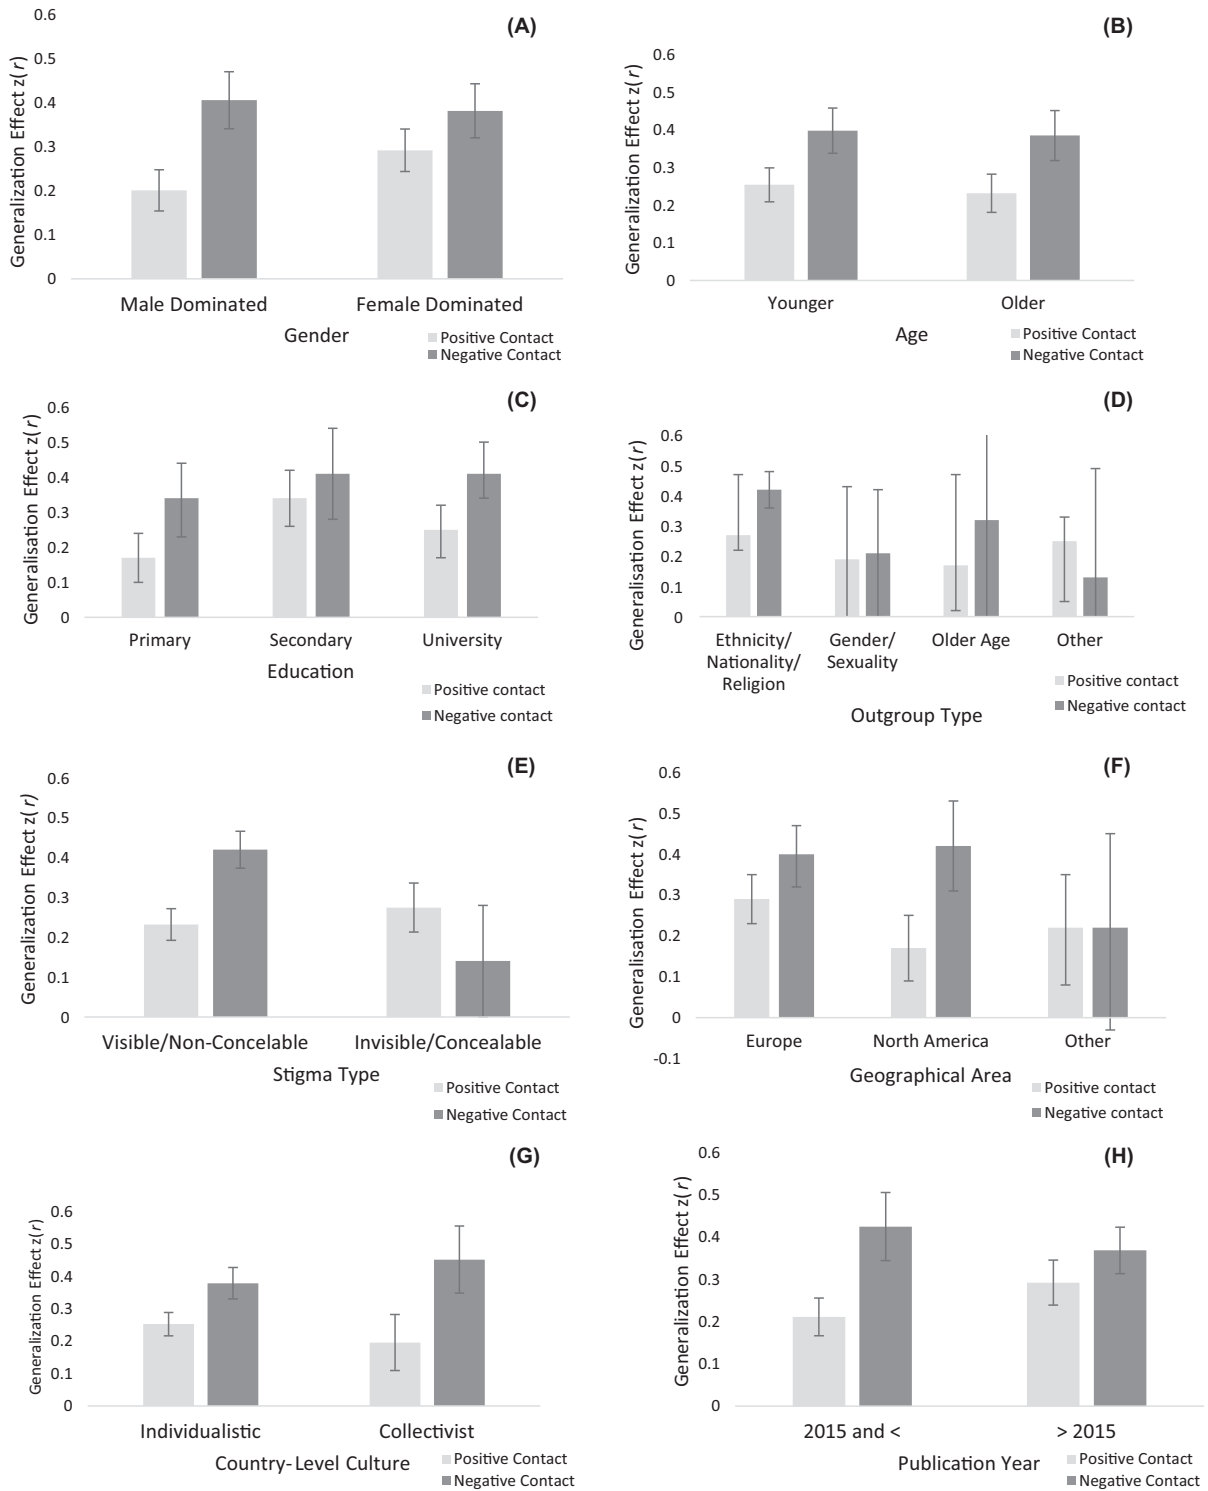 (A)
Generalization Effect z(r)
0.6
0.5
0.4
0.3
0.2
0.1
0
Male Dominated
Female Dominated
Gender
Positive Contact
Negative Contact
(B)
Generalization Effect z(r)
0.6
0.5
0.4
0.3
0.2
0.1
0
Younger
Older
Age
Positive Contact
Negative Contact
(C)
Generalisation Effect z(r)
0.6
0.5
0.4
0.3
0.2
0.1
0
Primary
Secondary
University
Education
Positive contact
Negative contact
(D)
Generalisation Effect z(r)
0.6
0.5
0.4
0.3
0.2
0.1
0
Ethnicity/
Nationality/
Religion
Gender/
Sexuality
Older Age
Other
Outgroup Type
Positive contact
Negative contact
(E)
Generalization Effect z(r)
0.6
0.5
0.4
0.3
0.2
0.1
0
Visible/Non-Concelable
Invisible/Concealable
Stigma Type
Positive Contact
Negative Contact
(F)
Generalisation Effect z(r)
0.6
0.5
0.4
0.3
0.2
0.1
0
-0.1
Europe
North America
Other
Geographical Area
Positive contact
Negative contact
(G)
Generalization Effect z(r)
0.6
0.5
0.4
0.3
0.2
0.1
0
Individualistic
Collectivist
Country-Level Culture
Positive Contact
Negative Contact
(H)
Generalization Effect z(r)
0.6
0.5
0.4
0.3
0.2
0.1
0
2015 and <
> 2015
Publication Year
Positive Contact
Negative Contact